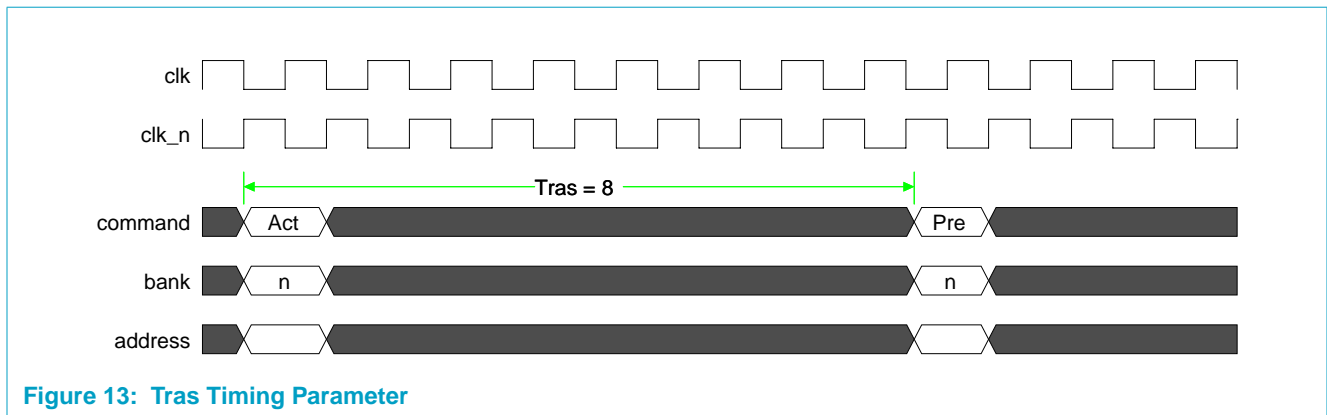 clk
clk_n
Tras = 8
command Act Pre
bank n n
address
Figure 13: Tras Timing Parameter